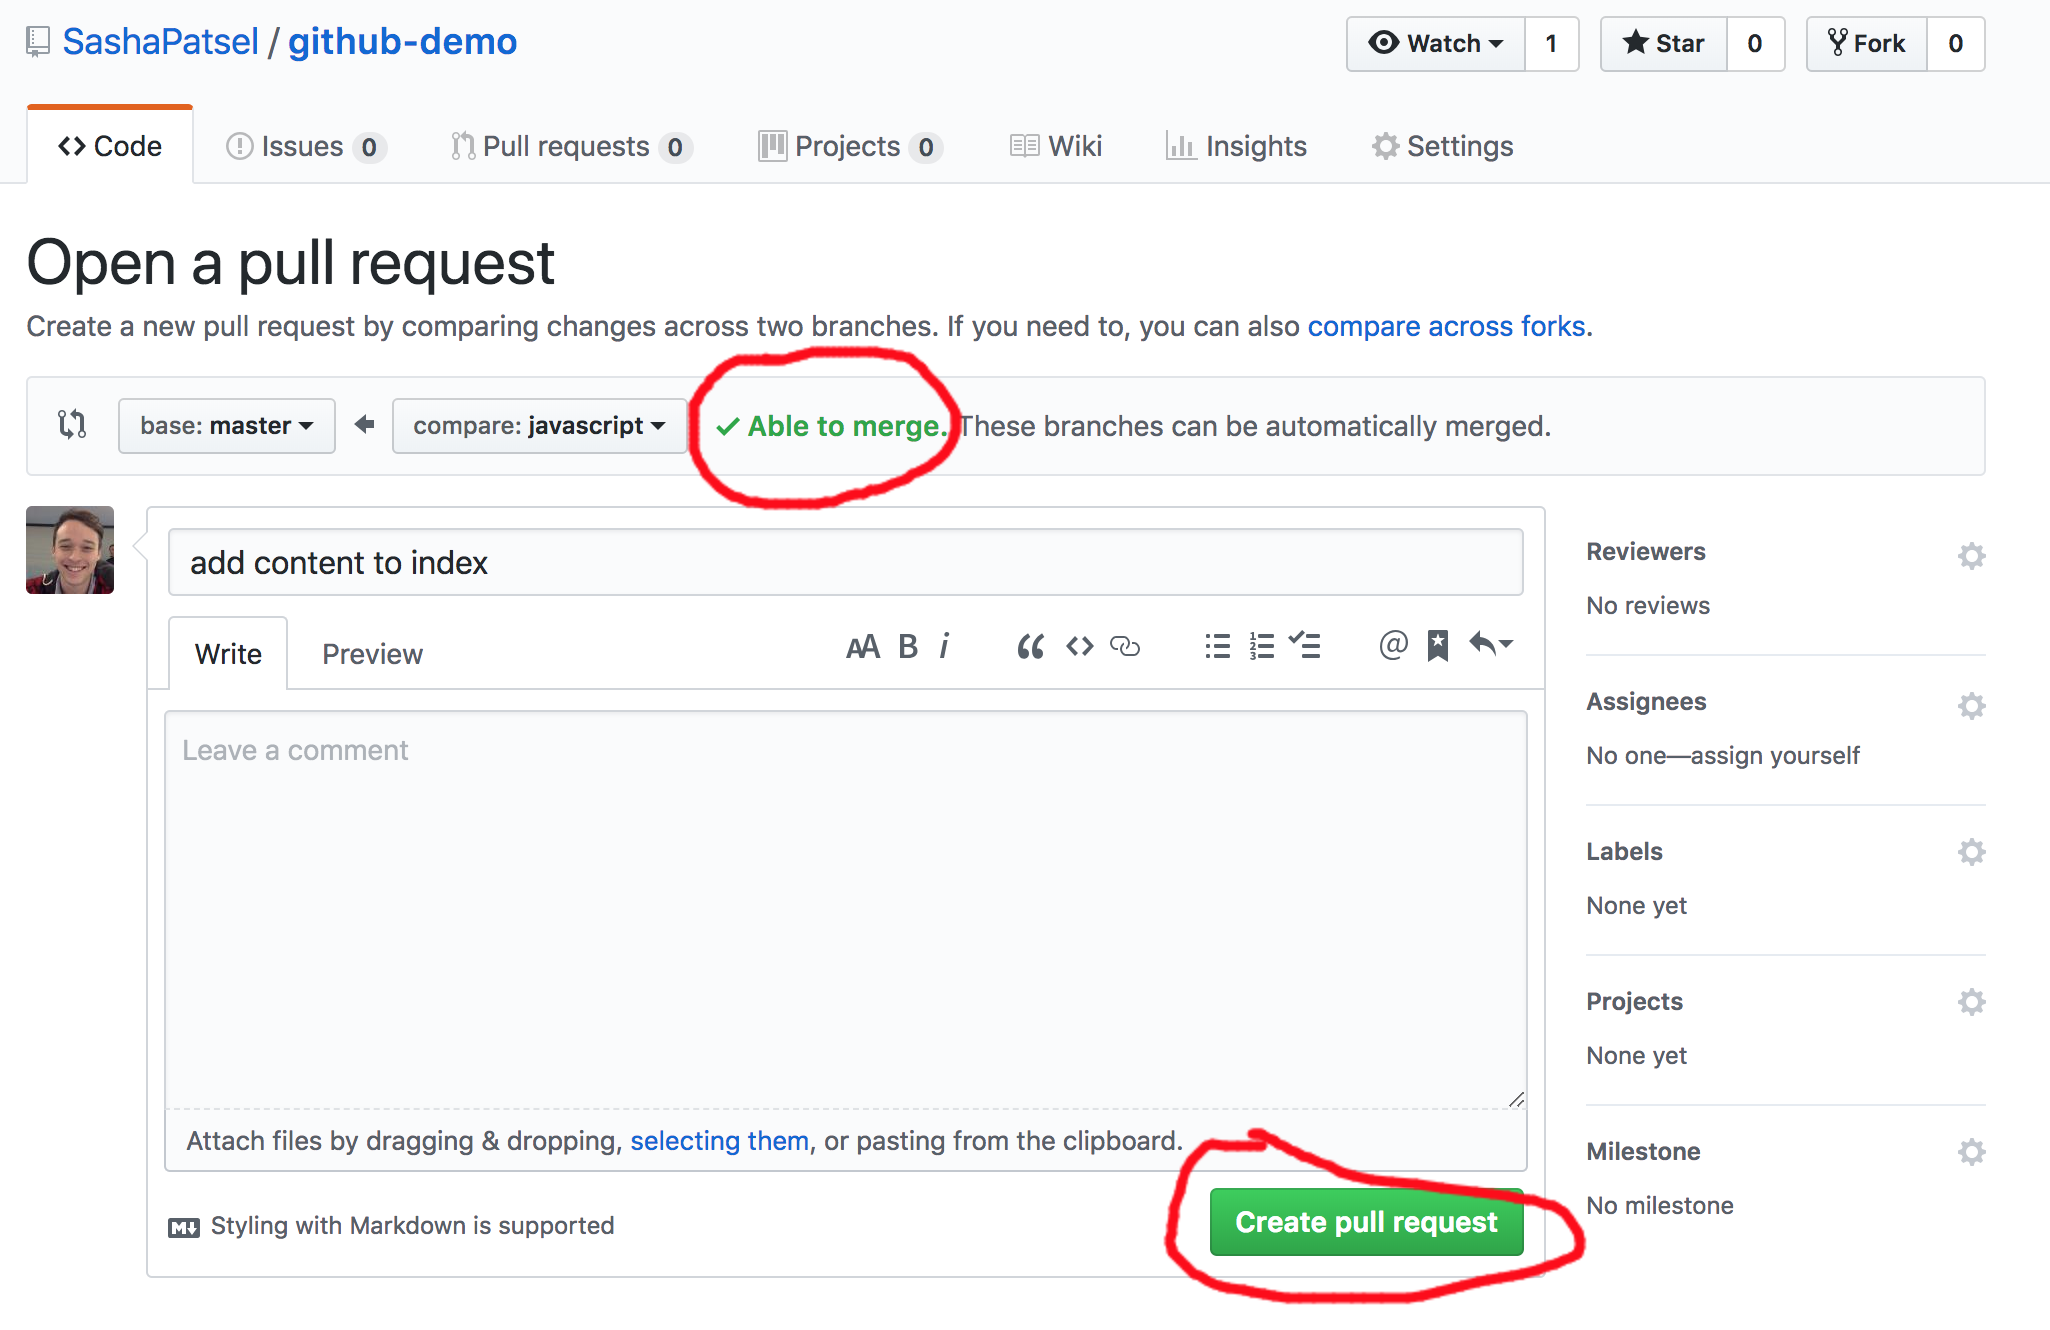 SashaPatsel / github-demo
Watch 1 Star 0 Fork 0
Code Issues 0 Pull requests 0 Projects 0 Wiki Insights Settings
Open a pull request
Create a new pull request by comparing changes across two branches. If you need to, you can also compare across forks.
base: master compare: javascript Able to merge. These branches can be automatically merged.
add content to index
Write Preview AA B i
Leave a comment
Attach files by dragging & dropping, selecting them, or pasting from the clipboard.
Styling with Markdown is supported
Create pull request
Reviewers
No reviews
Assignees
No one—assign yourself
Labels
None yet
Projects
None yet
Milestone
No milestone